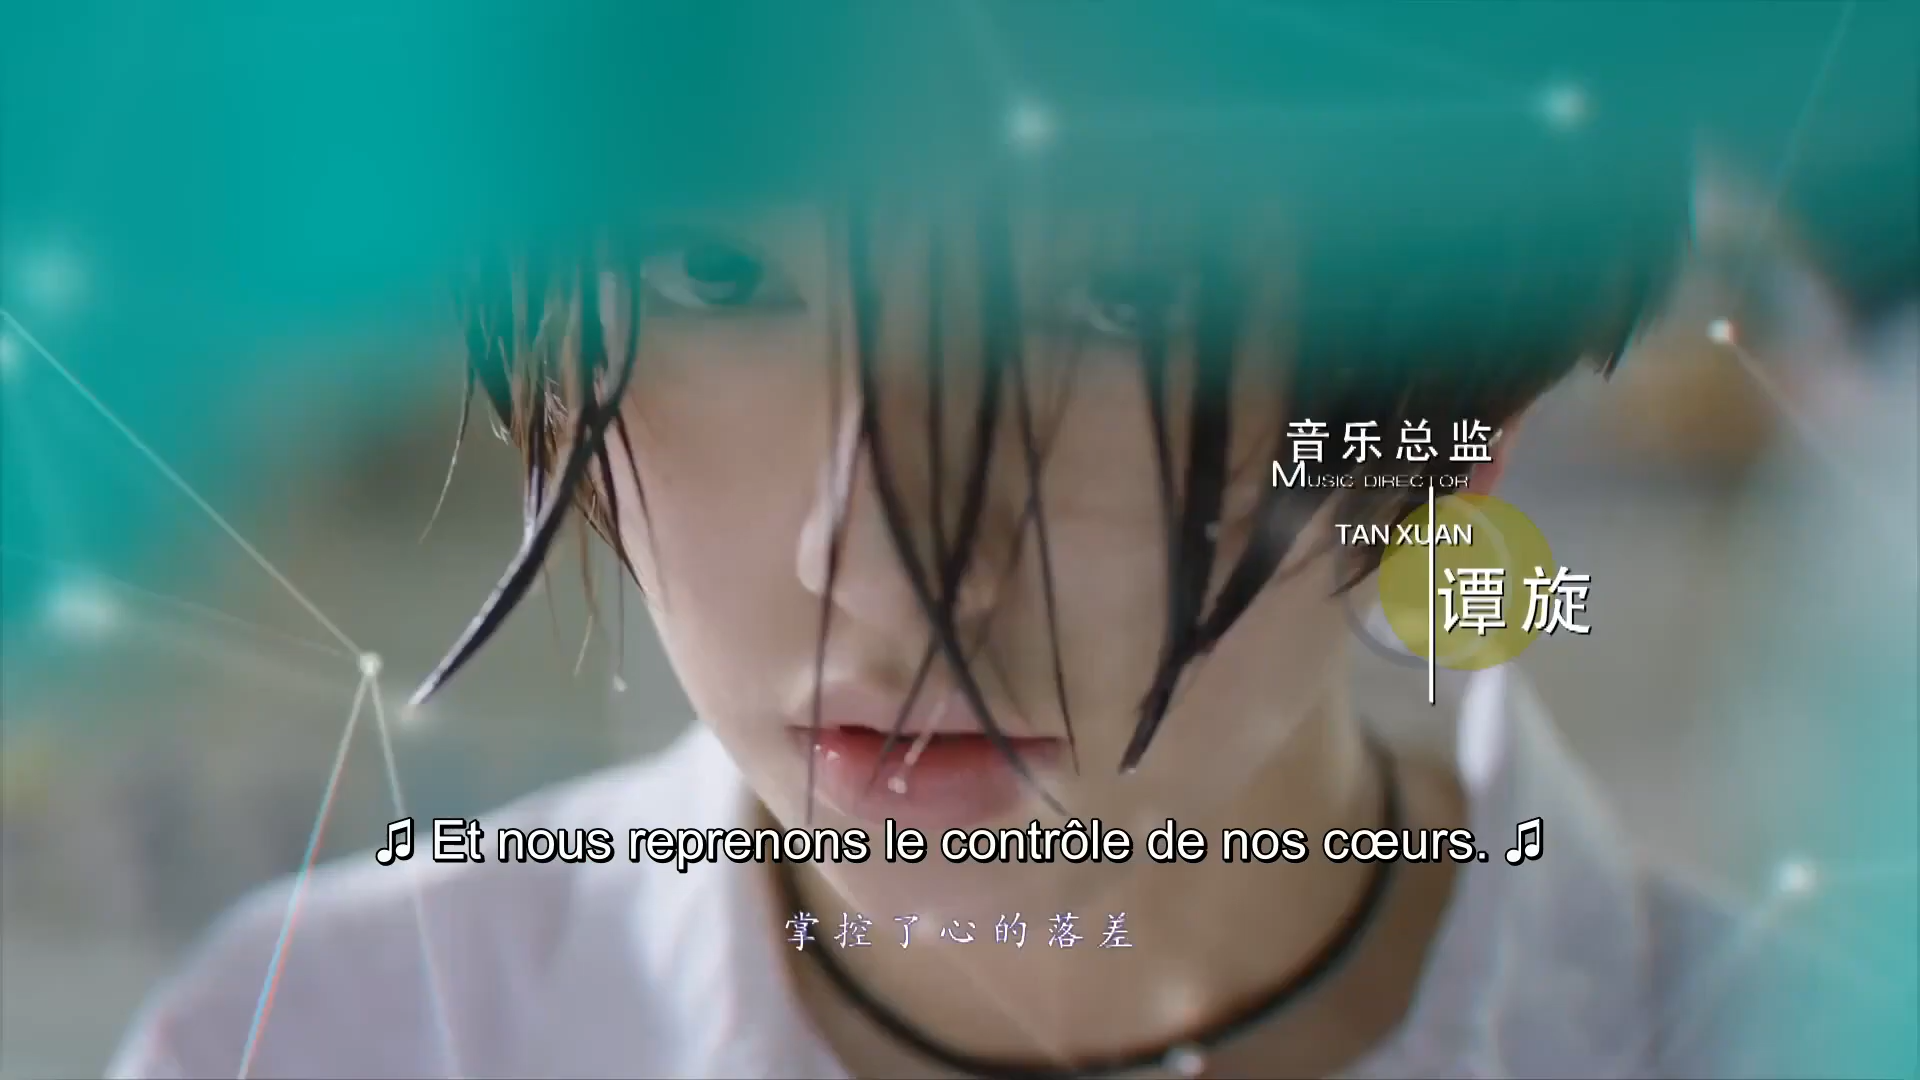 音乐总监
MUSIC DIRECTOR
TAN XUAN
谭旋
♫ Et nous reprenons le contrôle de nos cœurs. ♫
掌控了心的落差